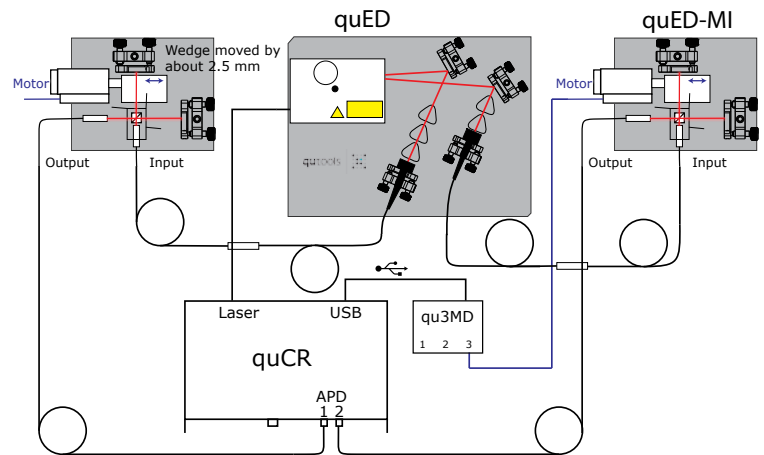 quED
quED-MI
Wedge moved by
about 2.5 mm
Motor
Motor
Output
Input
qutools
Output
Input
Laser
USB
qu3MD
1 2 3
quCR
APD
1 2